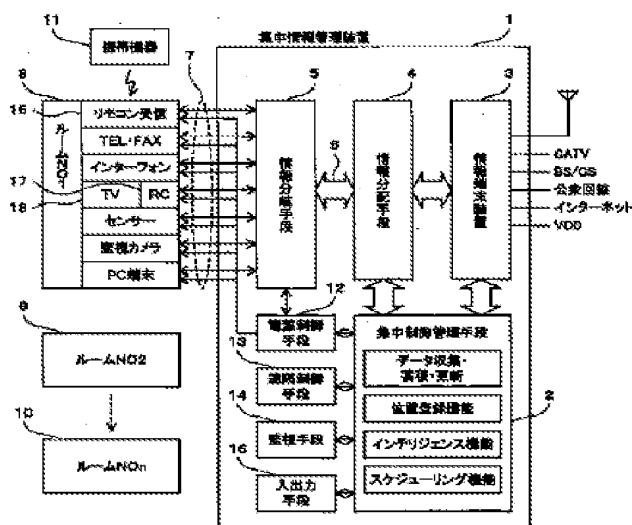 11
携帯機器
集中情報管理装置
1
8
7
5
4
3
16
リモコン受信
TEL・FAX
インターフォン
17
TV
RC
18
センサー
監視カメラ
PC端末
ルームNO1
情報分離手段
6
情報分配手段
情報端末装置
CATV
BS/CS
公衆回線
インターネット
VOD
12
電源制御
手段
集中制御管理手段
データ収集・
蓄積・更新
9
ルームNO2
13
遠隔制御
手段
位置登録機能
2
14
監視手段
インテリジェンス機能
10
ルームNOn
15
入出力
手段
スケジューリング機能